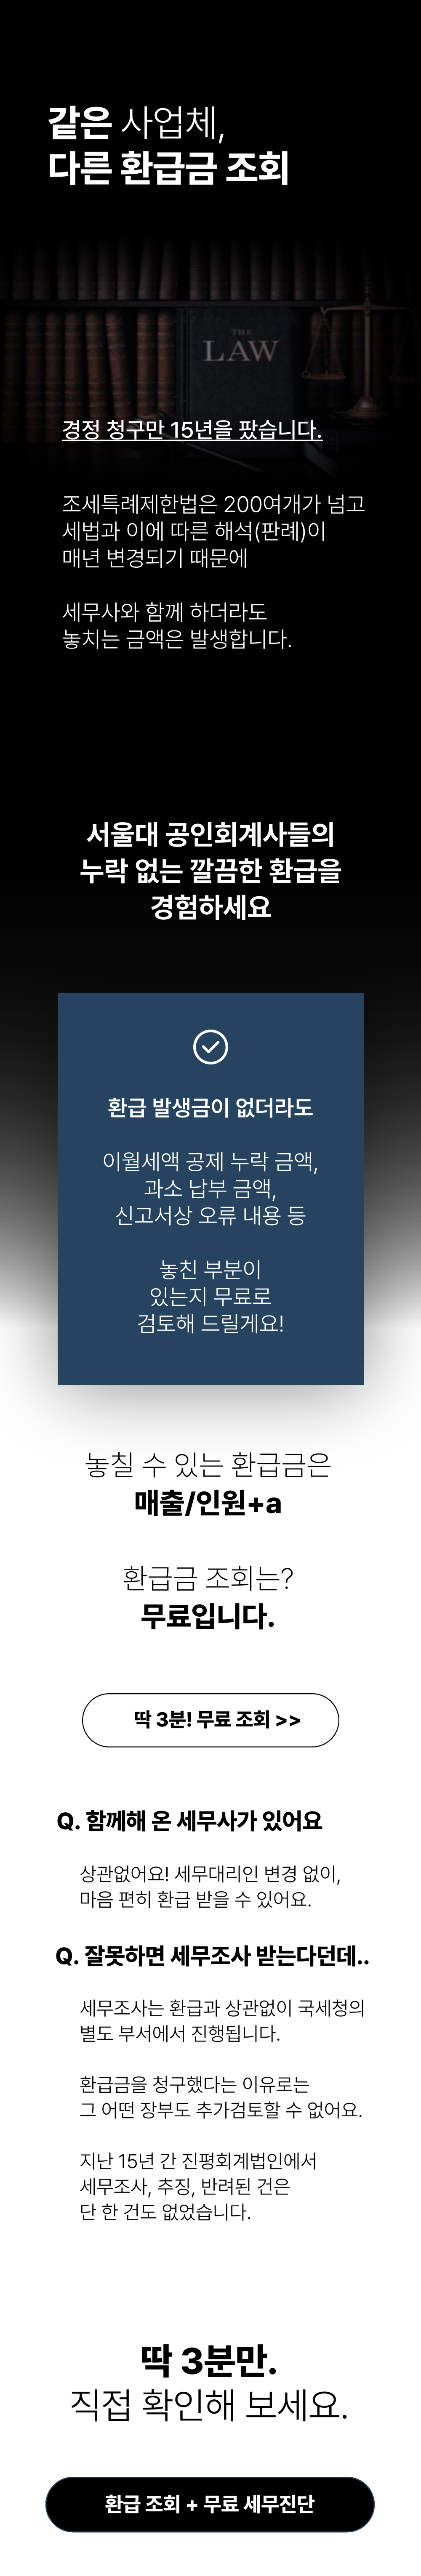 같은 사업체,
다른 환급금 조회
THE
LAW
경정 청구만 15년을 팠습니다.
조세특례제한법은 200여개가 넘고
세법과 이에 따른 해석(판례)이
매년 변경되기 때문에
세무사와 함께 하더라도
놓치는 금액은 발생합니다.
서울대 공인회계사들의
누락 없는 깔끔한 환급을
경험하세요
환급 발생금이 없더라도
이월세액 공제 누락 금액,
과소 납부 금액,
신고서상 오류 내용 등
놓친 부분이
있는지 무료로
검토해 드릴게요!
놓칠 수 있는 환급금은
매출/인원+a
환급금 조회는?
무료입니다.
딱 3분! 무료 조회 >>
Q. 함께해 온 세무사가 있어요
상관없어요! 세무대리인 변경 없이,
마음 편히 환급 받을 수 있어요.
Q. 잘못하면 세무조사 받는다던데..
세무조사는 환급과 상관없이 국세청의
별도 부서에서 진행됩니다.
환급금을 청구했다는 이유로는
그 어떤 장부도 추가검토할 수 없어요.
지난 15년 간 진평회계법인에서
세무조사, 추징, 반려된 건은
단 한 건도 없었습니다.
딱 3분만.
직접 확인해 보세요.
환급 조회 + 무료 세무진단